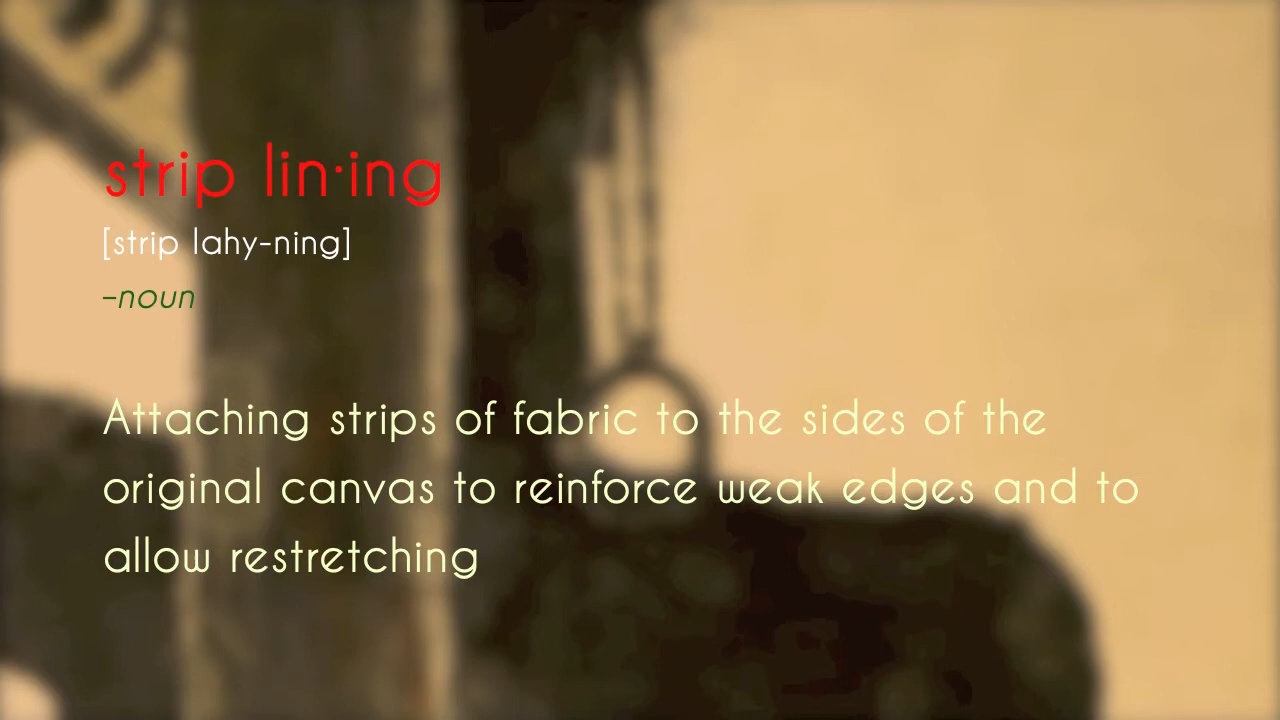 strip lin·ing
[strip lahy-ning]
–noun
Attaching strips of fabric to the sides of the
original canvas to reinforce weak edges and to
allow restretching